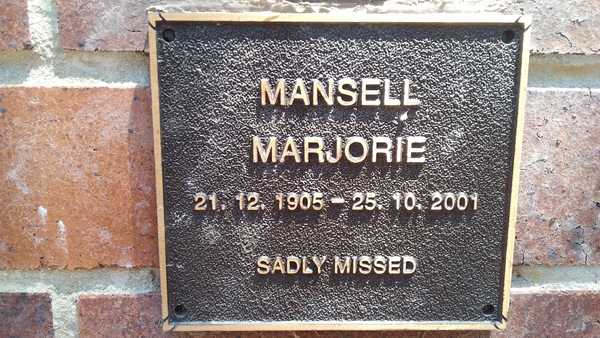 MANSELL
MARJORIE
21. 12. 1905 – 25. 10. 2001
SADLY MISSED